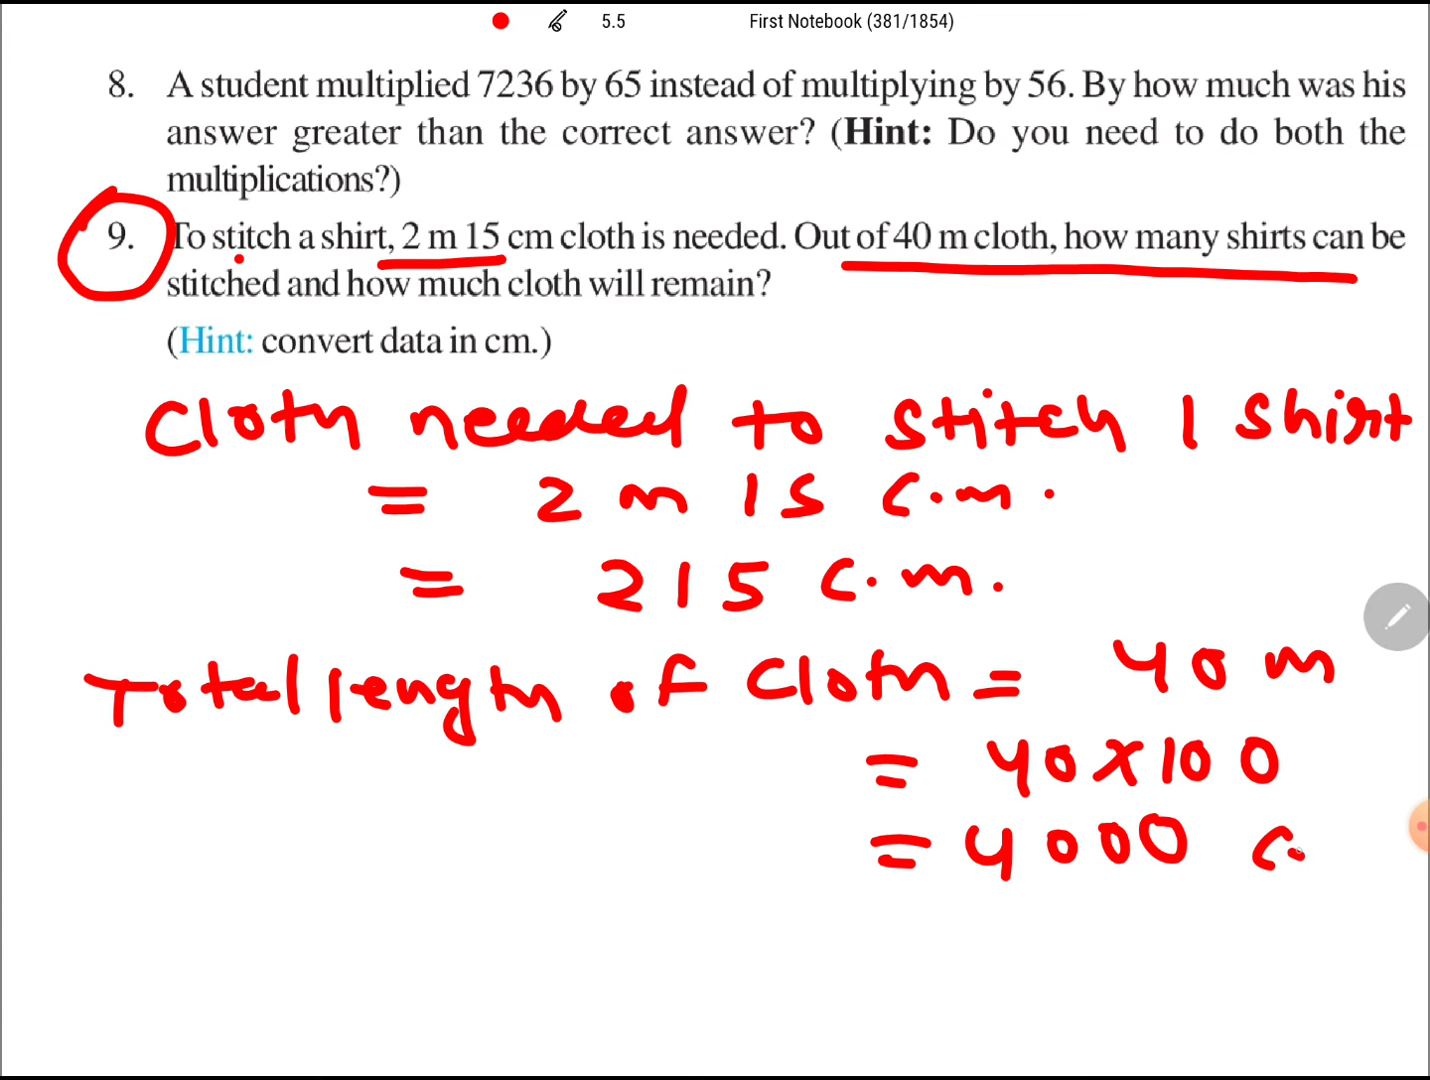 5.5 First Notebook (381/1854)
8. A student multiplied 7236 by 65 instead of multiplying by 56. By how much was his
answer greater than the correct answer? (Hint: Do you need to do both the
multiplications?)
9. To stitch a shirt, 2 m 15 cm cloth is needed. Out of 40 m cloth, how many shirts can be
stitched and how much cloth will remain?
(Hint: convert data in cm.)
Cloth needed to stitch 1 shirt
= 2 m 15 c.m.
= 215 c.m.
Total length of cloth = 40 m
= 40 x 100
= 4000 c.